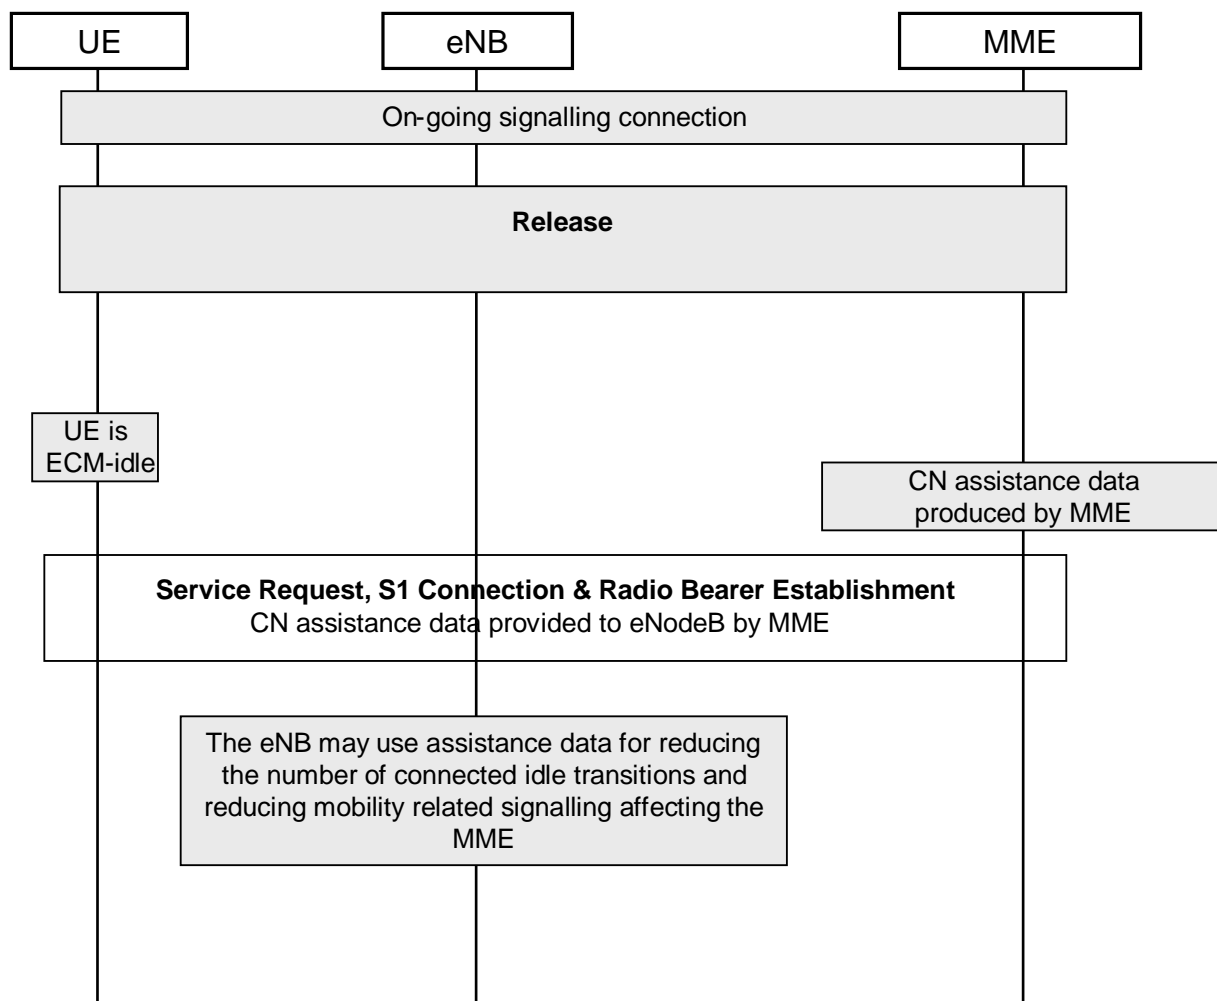 UE
eNB
MME
On-going signalling connection
Release
UE is
ECM-idle
CN assistance data
produced by MME
Service Request, S1 Connection & Radio Bearer Establishment
CN assistance data provided to eNodeB by MME
The eNB may use assistance data for reducing
the number of connected idle transitions and
reducing mobility related signalling affecting the
MME